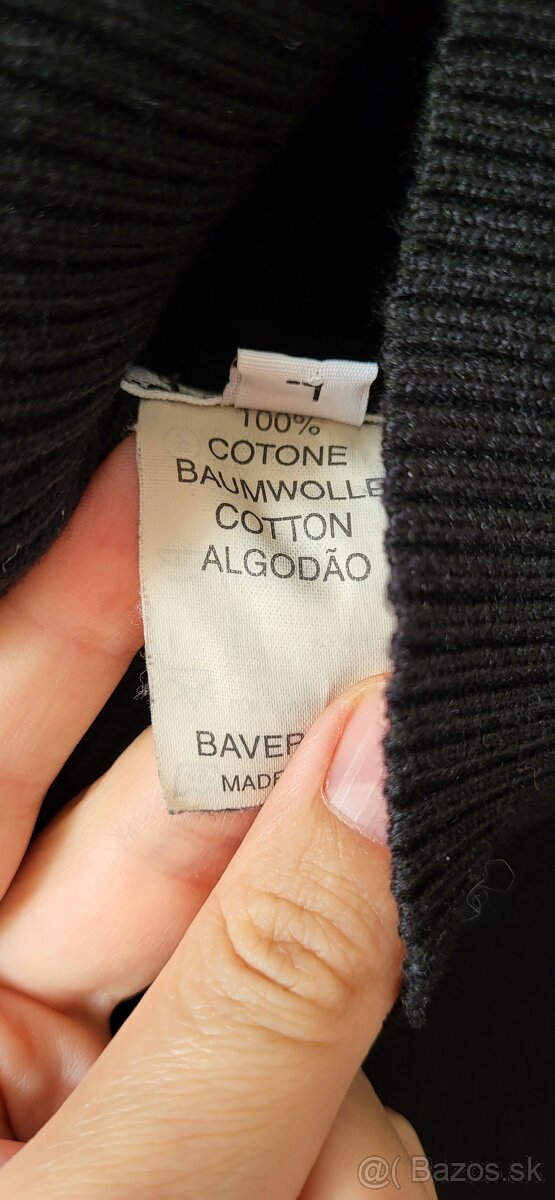 100%
COTONE
BAUMWOLLE
COTTON
ALGODÃO
BAVER
MADE
@( Bazos.sk